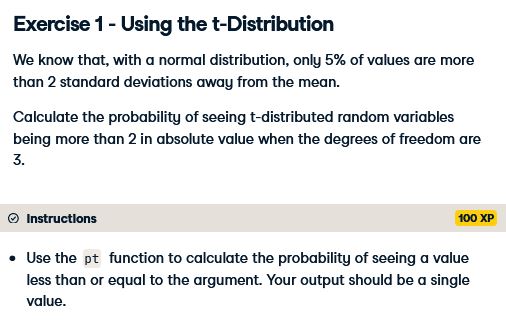 Exercise 1 - Using the t-Distribution
We know that, with a normal distribution, only 5% of values are more
than 2 standard deviations away from the mean.
Calculate the probability of seeing t-distributed random variables
being more than 2 in absolute value when the degrees of freedom are
3.
Instructions
100 XP
• Use the pt function to calculate the probability of seeing a value
less than or equal to the argument. Your output should be a single
value.